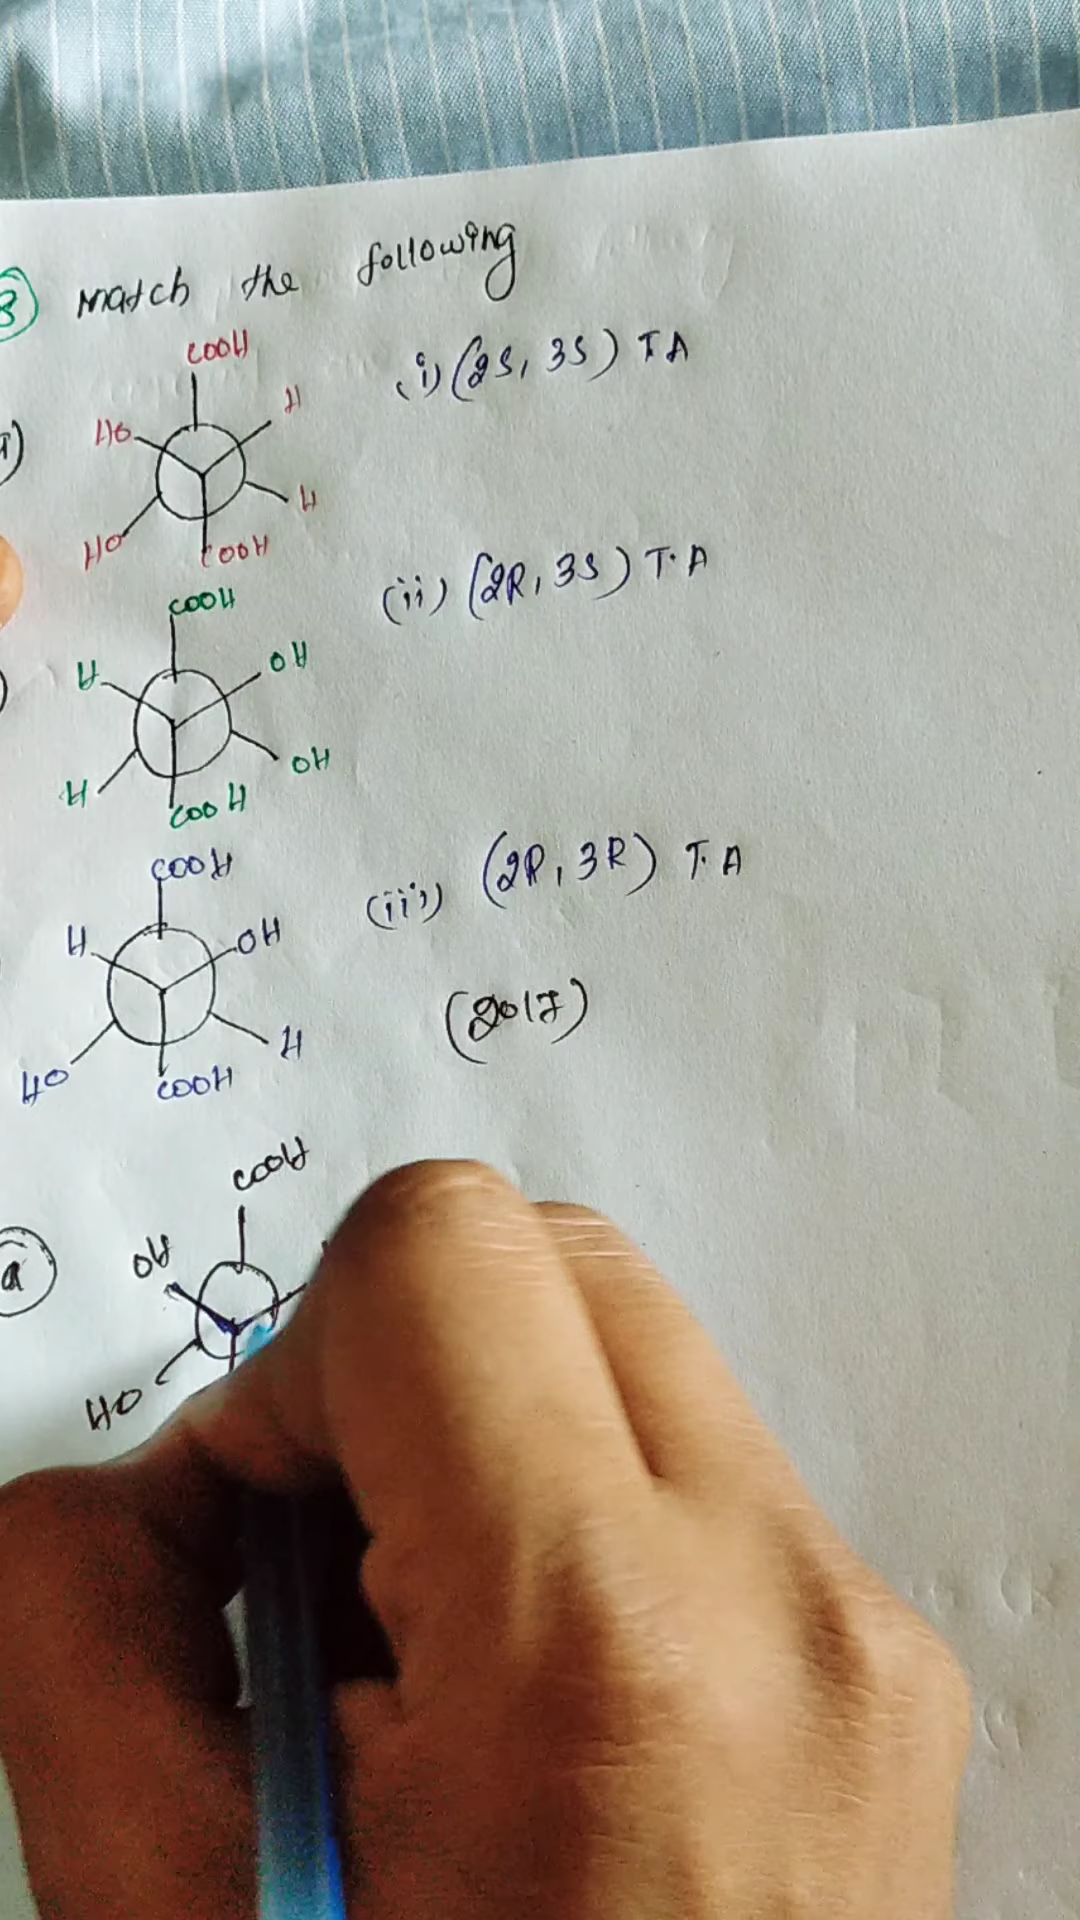 8 Match the following
COOH
(i) (2S, 3S) T A
HO H
HO H
COOH
(ii) (2R, 3S) T.A
COOH
H OH
H OH
COOH
COOH
(iii) (2R, 3R) T.A
H OH
(2017)
HO H
COOH
COOH
OH
a
HO